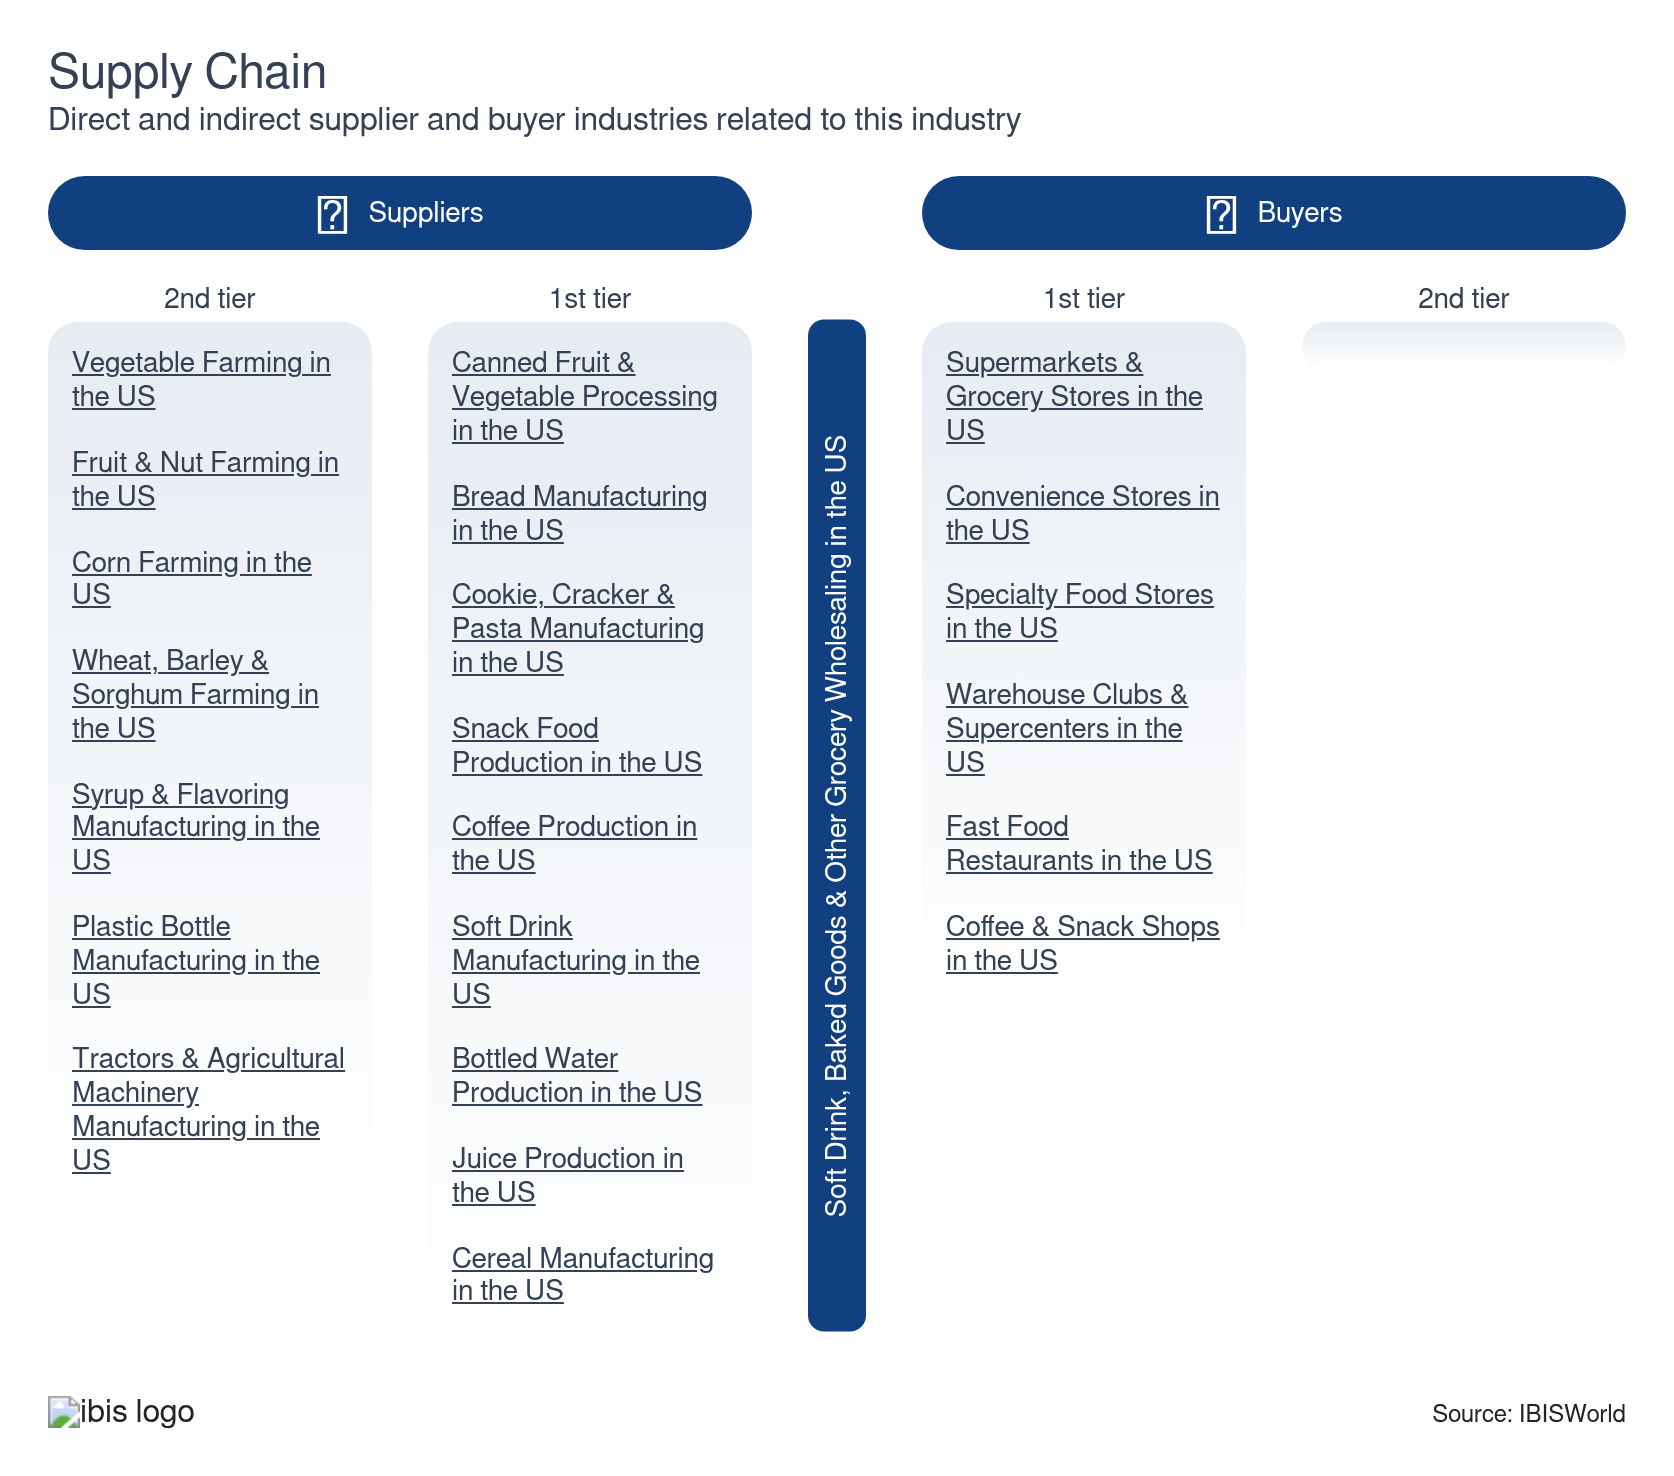 Supply Chain
Direct and indirect supplier and buyer industries related to this industry
Suppliers
2nd tier
Vegetable Farming in
the US
Fruit & Nut Farming in
the US
Corn Farming in the
US
Wheat, Barley &
Sorghum Farming in
the US
Syrup & Flavoring
Manufacturing in the
US
Plastic Bottle
Manufacturing in the
US
Tractors & Agricultural
Machinery
Manufacturing in the
US
1st tier
Canned Fruit &
Vegetable Processing
in the US
Bread Manufacturing
in the US
Cookie, Cracker &
Pasta Manufacturing
in the US
Snack Food
Production in the US
Coffee Production in
the US
Soft Drink
Manufacturing in the
US
Bottled Water
Production in the US
Juice Production in
the US
Cereal Manufacturing
in the US
Soft Drink, Baked Goods & Other Grocery Wholesaling in the US
Buyers
1st tier
Supermarkets &
Grocery Stores in the
US
Convenience Stores in
the US
Specialty Food Stores
in the US
Warehouse Clubs &
Supercenters in the
US
Fast Food
Restaurants in the US
Coffee & Snack Shops
in the US
2nd tier
ibis logo
Source: IBISWorld